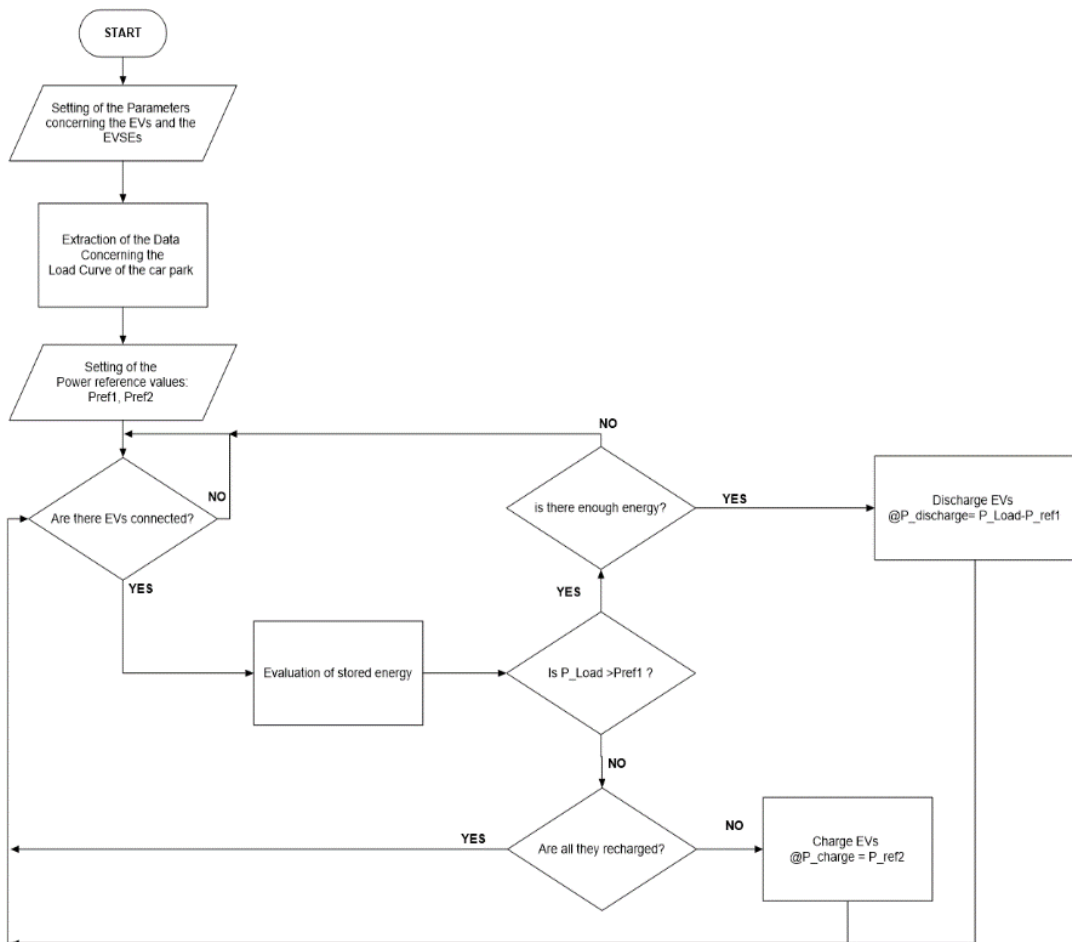 START
Setting of the Parameters
concerning the EVs and the
EVSEs
Extraction of the Data
Concerning the
Load Curve of the car park
Setting of the
Power reference values:
Pref1, Pref2
NO
Are there EVs connected?
NO
is there enough energy?
YES
Discharge EVs
@P_discharge= P_Load-P_ref1
YES
YES
Evaluation of stored energy
Is P_Load >Pref1 ?
NO
YES
Are all they recharged?
NO
Charge EVs
@P_charge = P_ref2